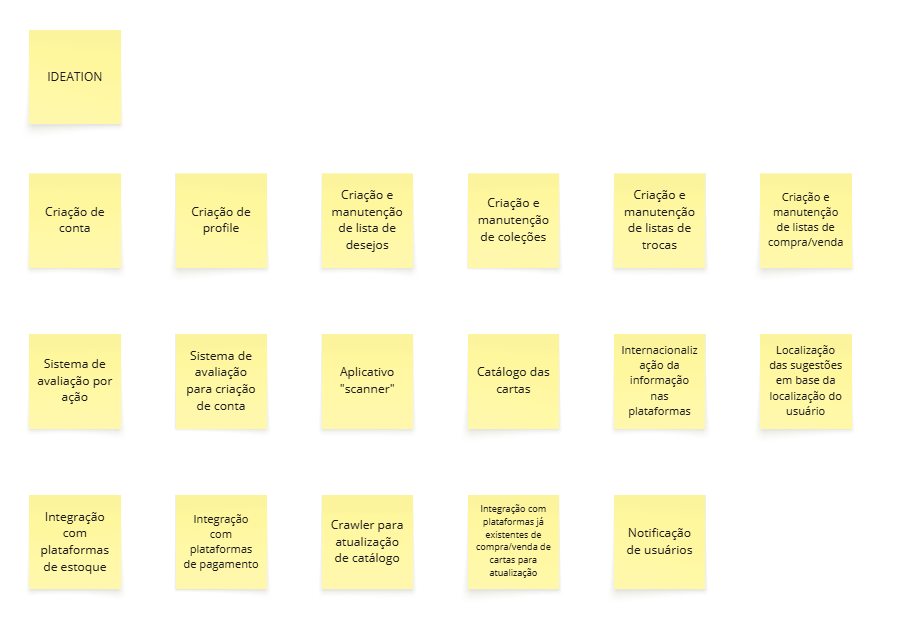 IDEATION
Criação de
conta
Criação de
profile
Criação e
manutenção
de lista de
desejos
Criação e
manutenção
de coleções
Criação e
manutenção
de listas de
trocas
Criação e
manutenção
de listas de
compra/venda
Sistema de
avaliação por
ação
Sistema de
avaliação
para criação
de conta
Aplicativo
"scanner"
Catálogo das
cartas
Internacionaliz
ação da
informação
nas
plataformas
Localização
das sugestões
em base da
localização do
usuário
Integração
com
plataformas
de estoque
Integração
com
plataformas
de pagamento
Crawler para
atualização
de catálogo
Integração com
plataformas já
existentes de
compra/venda de
cartas para
atualização
Notificação
de usuários